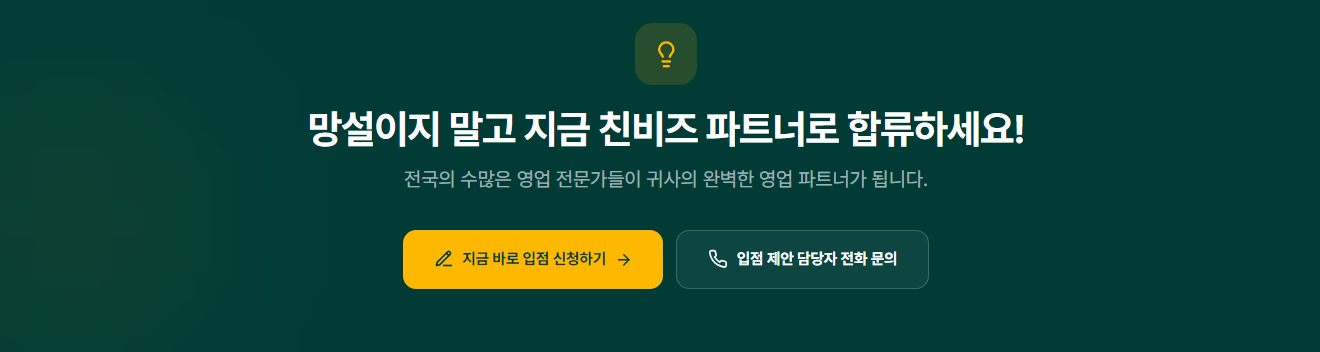 망설이지 말고 지금 친비즈 파트너로 합류하세요!
전국의 수많은 영업 전문가들이 귀사의 완벽한 영업 파트너가 됩니다.
지금 바로 입점 신청하기 →
입점 제안 담당자 전화 문의